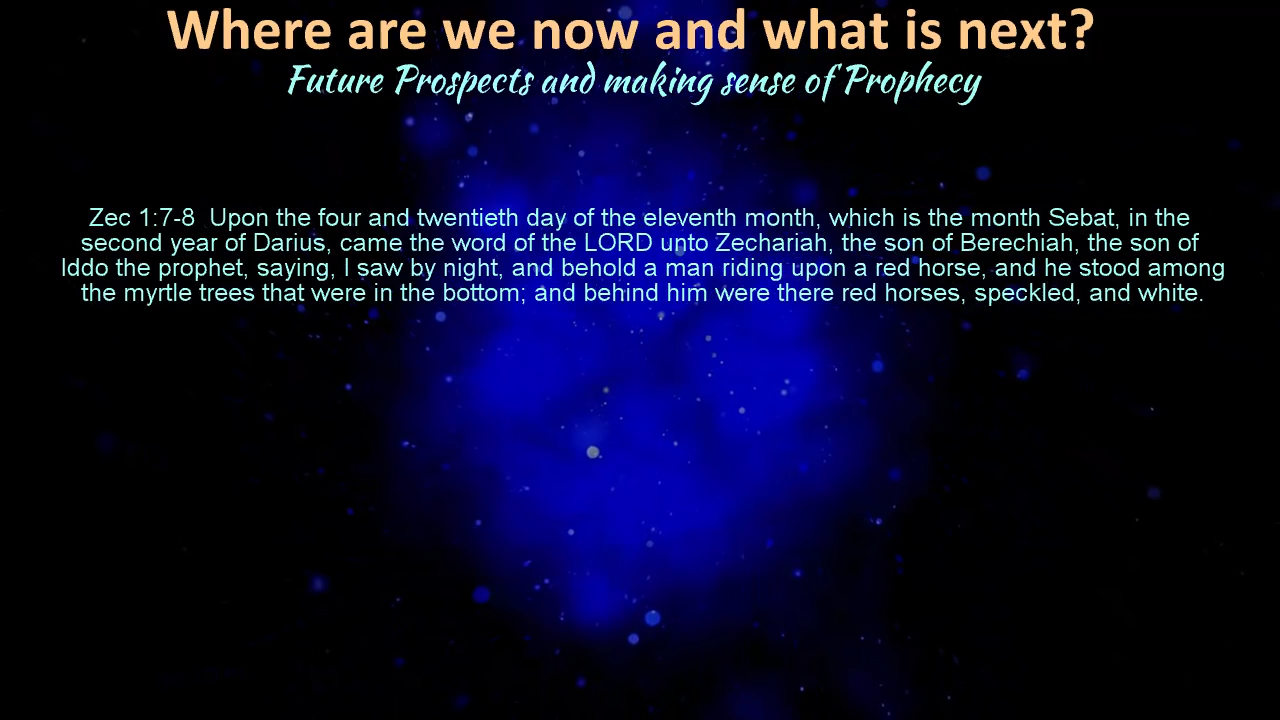 Where are we now and what is next?
Future Prospects and making sense of Prophecy
Zec 1:7-8  Upon the four and twentieth day of the eleventh month, which is the month Sebat, in the
second year of Darius, came the word of the LORD unto Zechariah, the son of Berechiah, the son of
Iddo the prophet, saying, I saw by night, and behold a man riding upon a red horse, and he stood among
the myrtle trees that were in the bottom; and behind him were there red horses, speckled, and white.